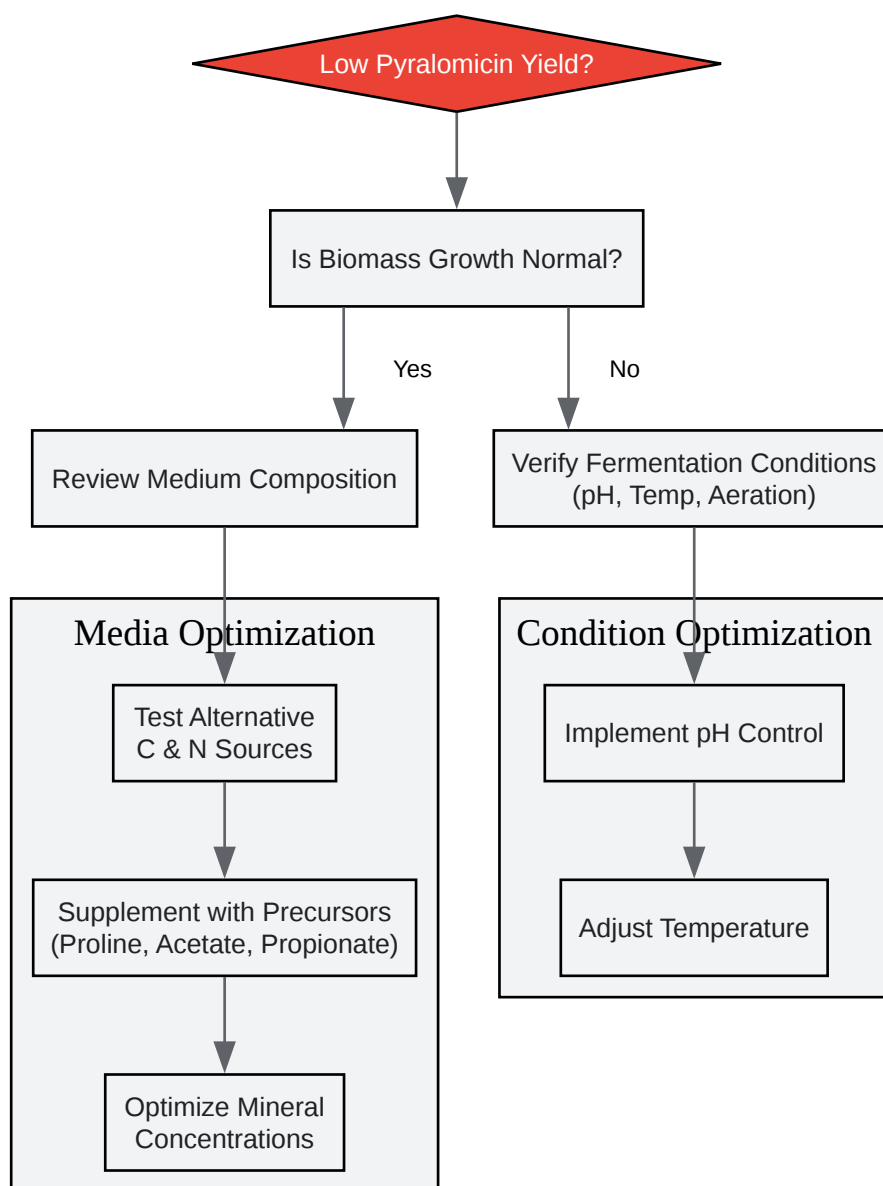 Low Pyralomicin Yield?
Is Biomass Growth Normal?
Yes
No
Review Medium Composition
Verify Fermentation Conditions
(pH, Temp, Aeration)
Media Optimization
Condition Optimization
Test Alternative
C & N Sources
Implement pH Control
Supplement with Precursors
(Proline, Acetate, Propionate)
Adjust Temperature
Optimize Mineral
Concentrations